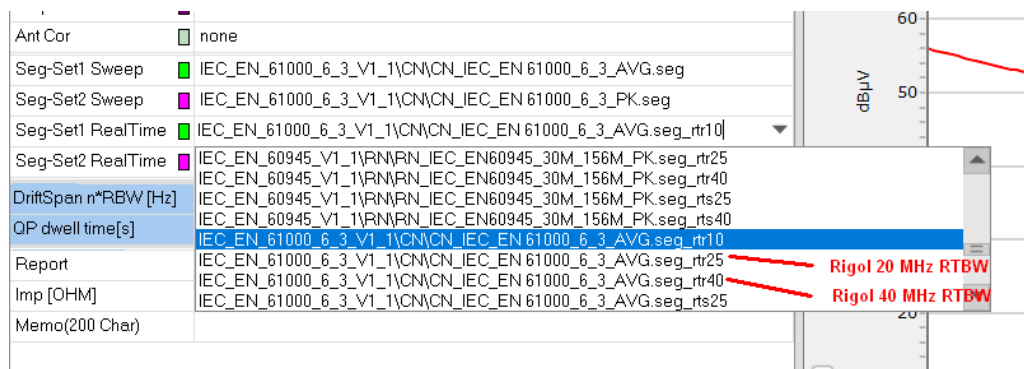 Ant Cor none
Seg-Set1 Sweep IEC_EN_61000_6_3_V1_1\CN\CN_IEC_EN 61000_6_3_AVG.seg
Seg-Set2 Sweep IEC_EN_61000_6_3_V1_1\CN\CN_IEC_EN 61000_6_3_PK.seg
Seg-Set1 RealTime IEC_EN_61000_6_3_V1_1\CN\CN_IEC_EN 61000_6_3_AVG.seg_rtr10
Seg-Set2 RealTime IEC_EN_60945_V1_1\RN\RN_IEC_EN60945_30M_156M_PK.seg_rtr25
IEC_EN_60945_V1_1\RN\RN_IEC_EN60945_30M_156M_PK.seg_rtr40
DriftSpan n*RBW [Hz] IEC_EN_60945_V1_1\RN\RN_IEC_EN60945_30M_156M_PK.seg_rts25
IEC_EN_60945_V1_1\RN\RN_IEC_EN60945_30M_156M_PK.seg_rts40
QP dwell time[s] IEC_EN_61000_6_3_V1_1\CN\CN_IEC_EN 61000_6_3_AVG.seg_rtr10
Report IEC_EN_61000_6_3_V1_1\CN\CN_IEC_EN 61000_6_3_AVG.seg_rtr25 Rigol 20 MHz RTBW
Imp [OHM] IEC_EN_61000_6_3_V1_1\CN\CN_IEC_EN 61000_6_3_AVG.seg_rtr40 Rigol 40 MHz RTBW
IEC_EN_61000_6_3_V1_1\CN\CN_IEC_EN 61000_6_3_AVG.seg_rts25
Memo(200 Char)
60
dBµV
50
20